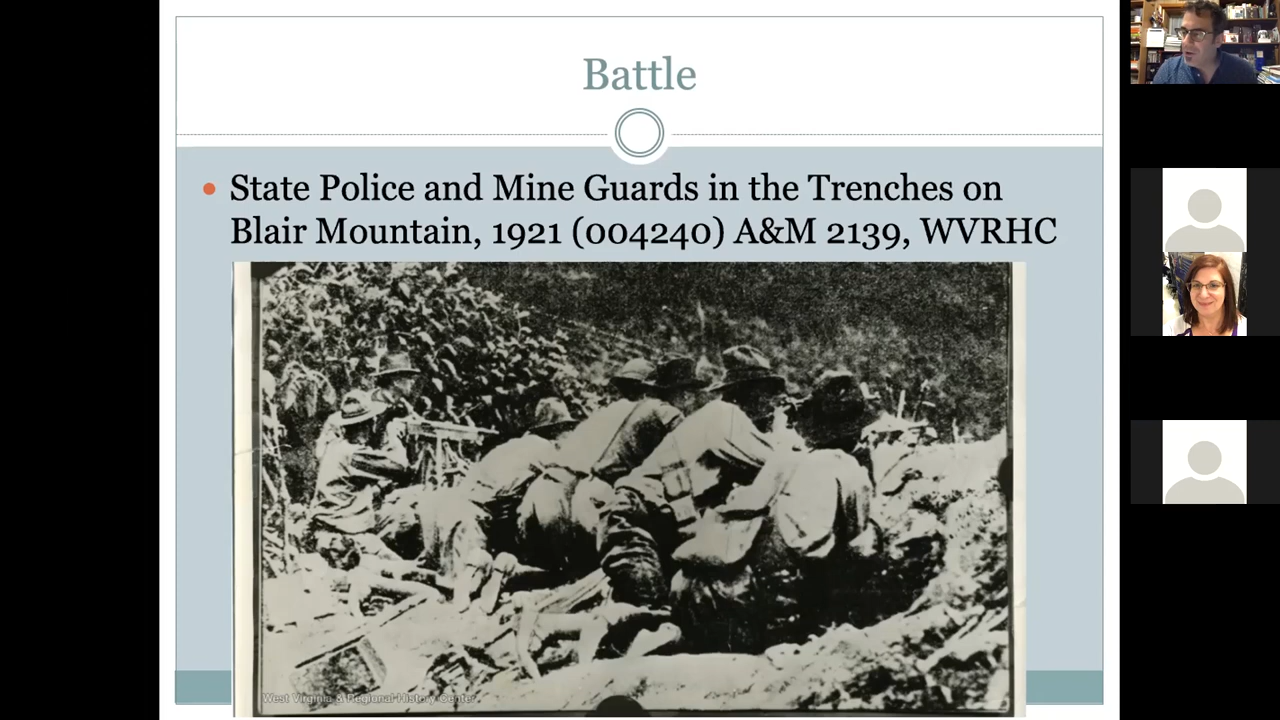 Battle
State Police and Mine Guards in the Trenches on
Blair Mountain, 1921 (004240) A&M 2139, WVRHC
West Virginia & Regional History Center